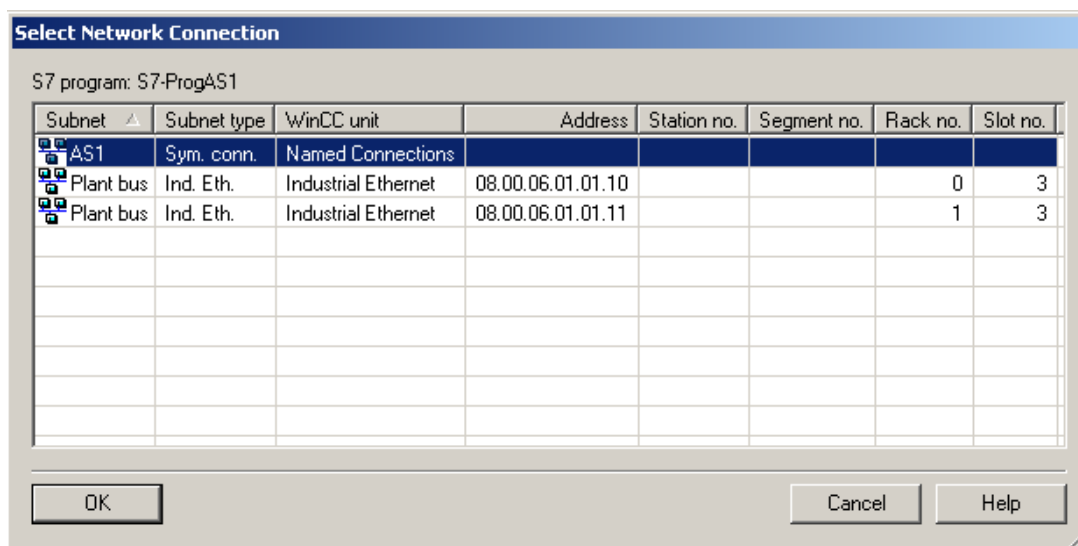 Select Network Connection
S7 program: S7-ProgAS1
Subnet Subnet type WinCC unit Address Station no. Segment no. Rack no. Slot no.
AS1 Sym. conn. Named Connections
Plant bus Ind. Eth. Industrial Ethernet 08.00.06.01.01.10 0 3
Plant bus Ind. Eth. Industrial Ethernet 08.00.06.01.01.11 1 3
OK Cancel Help